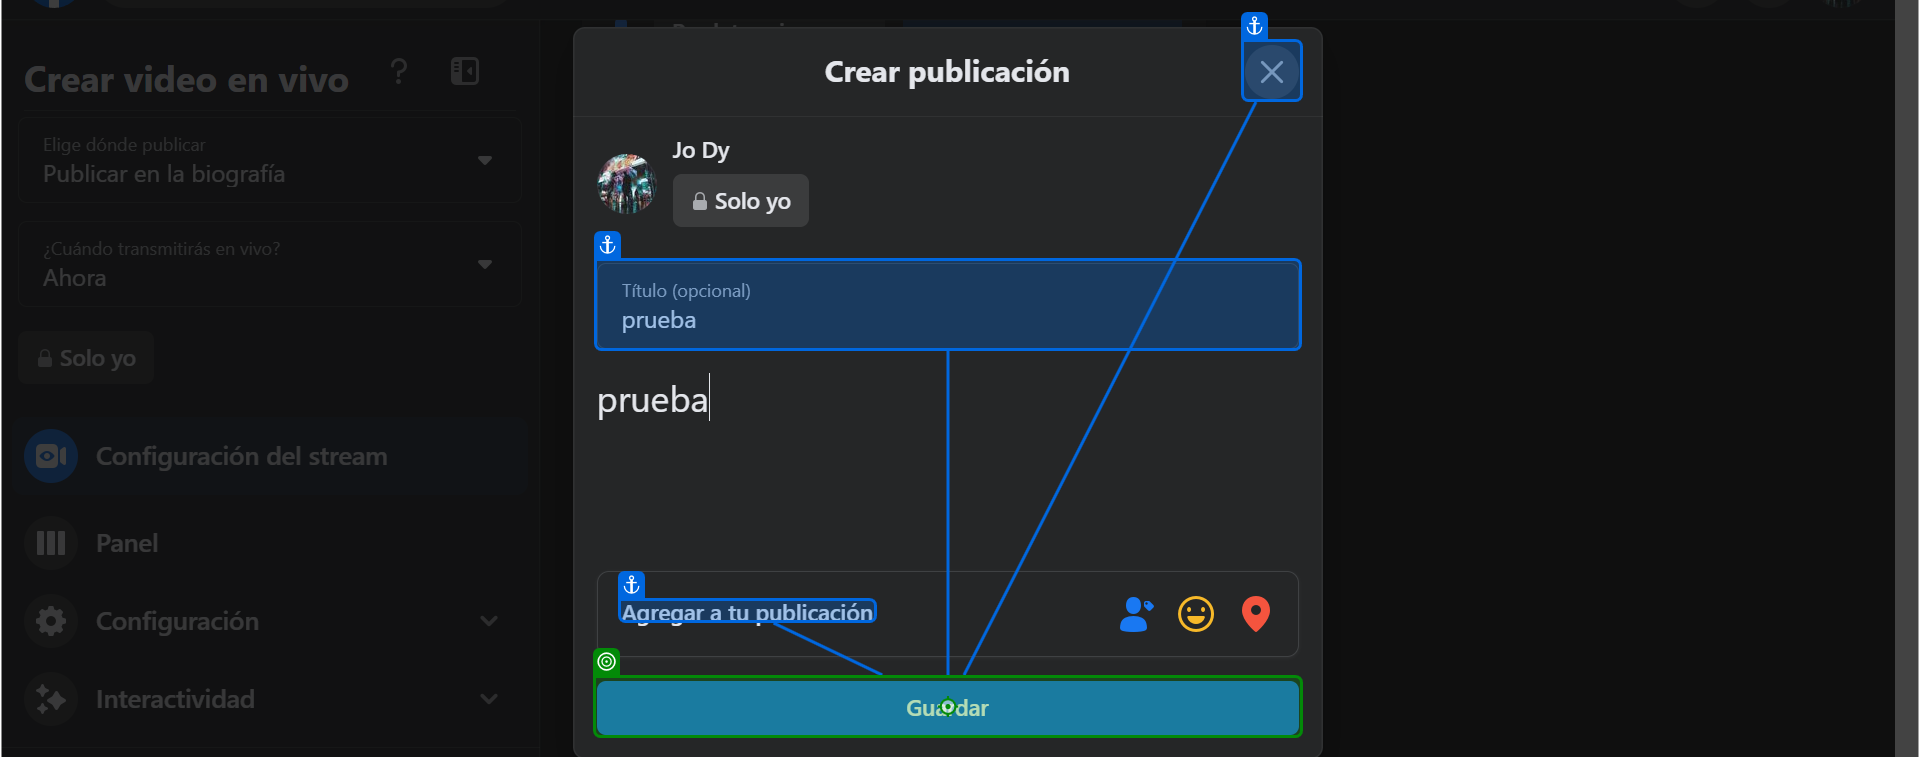 Crear video en vivo
?
Elige dónde publicar
Publicar en la biografía
¿Cuándo transmitirás en vivo?
Ahora
Solo yo
Configuración del stream
Panel
Configuración
Interactividad
Crear publicación
Jo Dy
Solo yo
Título (opcional)
prueba
prueba
Agregar a tu publicación
Guardar